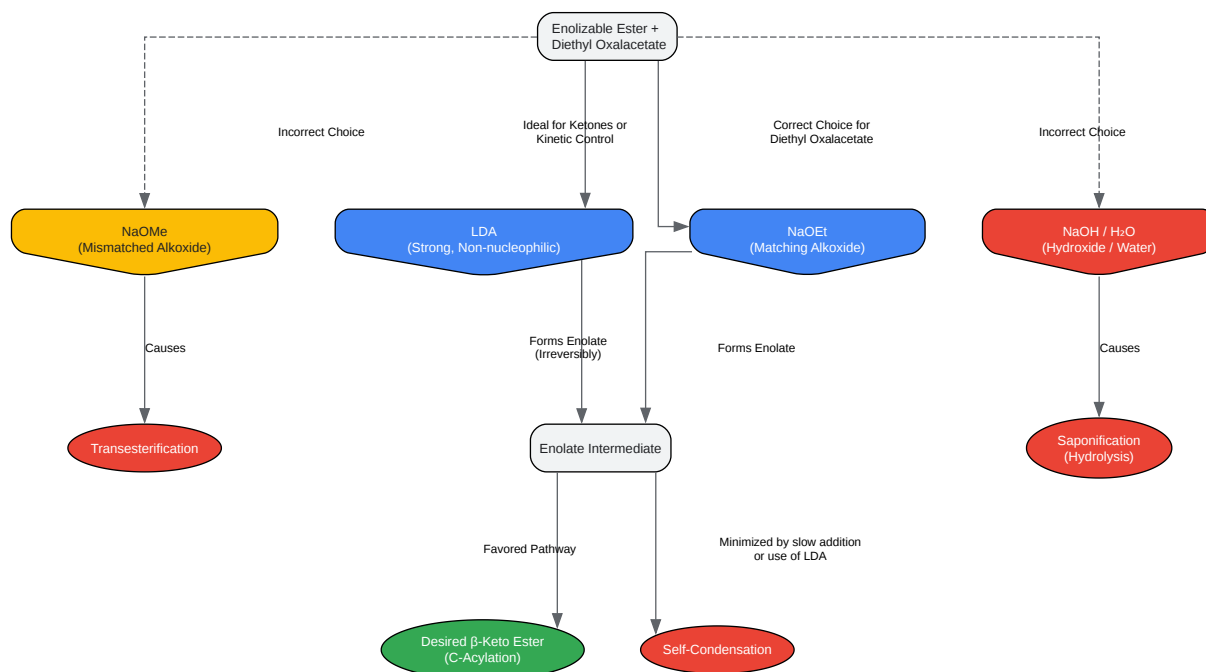 Enolizable Ester +
Diethyl Oxalacetate
Incorrect Choice
Ideal for Ketones or
Kinetic Control
Correct Choice for
Diethyl Oxalacetate
Incorrect Choice
NaOMe
(Mismatched Alkoxide)
LDA
(Strong, Non-nucleophilic)
NaOEt
(Matching Alkoxide)
NaOH / H₂O
(Hydroxide / Water)
Causes
Forms Enolate
(Irreversibly)
Forms Enolate
Causes
Transesterification
Enolate Intermediate
Saponification
(Hydrolysis)
Favored Pathway
Minimized by slow addition
or use of LDA
Desired β-Keto Ester
(C-Acylation)
Self-Condensation